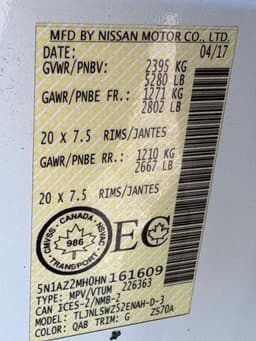 MFD BY NISSAN MOTOR CO., LTD.
DATE: 04/17
GVWR/PNBV: 2395 KG
5280 LB
GAWR/PNBE FR.: 1271 KG
2802 LB
20 X 7.5 RIMS/JANTES
GAWR/PNBE RR.: 1210 KG
2667 LB
20 X 7.5 RIMS/JANTES
CMVSS - CANADA - NSVAC
986
TRANSPORT
EC
5N1AZ2MH0HN161609
TYPE: MPV/VTUM 226363
CAN ICES-2/NMB-2
MODEL: TLJNLSWZ52ENAH-D-3
COLOR: QAB TRIM: G ZS70A